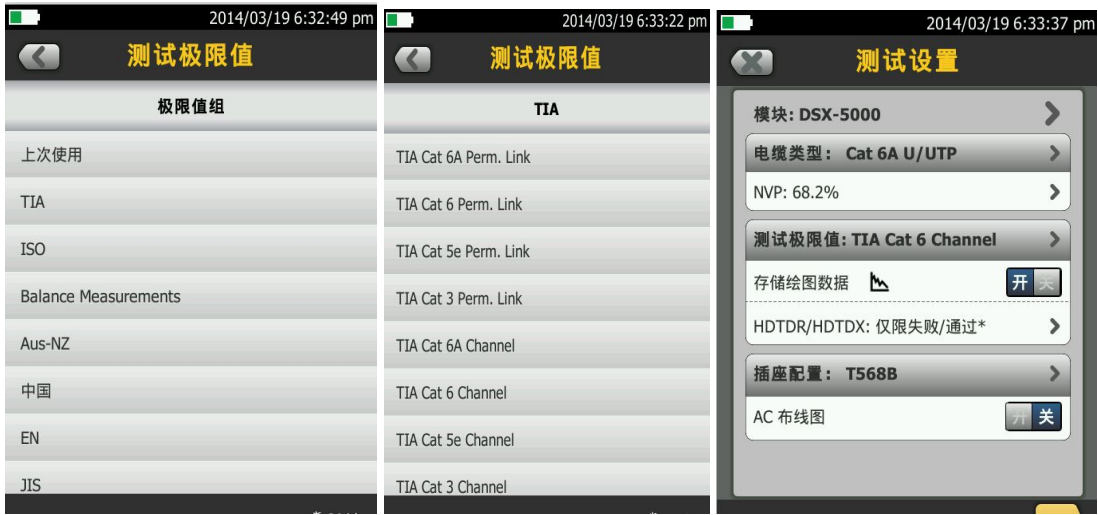 2014/03/19 6:32:49 pm
测试极限值
极限值组
上次使用
TIA
ISO
Balance Measurements
Aus-NZ
中国
EN
JIS
2014/03/19 6:33:22 pm
测试极限值
TIA
TIA Cat 6A Perm. Link
TIA Cat 6 Perm. Link
TIA Cat 5e Perm. Link
TIA Cat 3 Perm. Link
TIA Cat 6A Channel
TIA Cat 6 Channel
TIA Cat 5e Channel
TIA Cat 3 Channel
2014/03/19 6:33:37 pm
测试设置
模块: DSX-5000
电缆类型: Cat 6A U/UTP
NVP: 68.2%
测试极限值: TIA Cat 6 Channel
存储绘图数据 开 关
HDTDR/HDTDX: 仅限失败/通过*
插座配置: T568B
AC 布线图 开 关